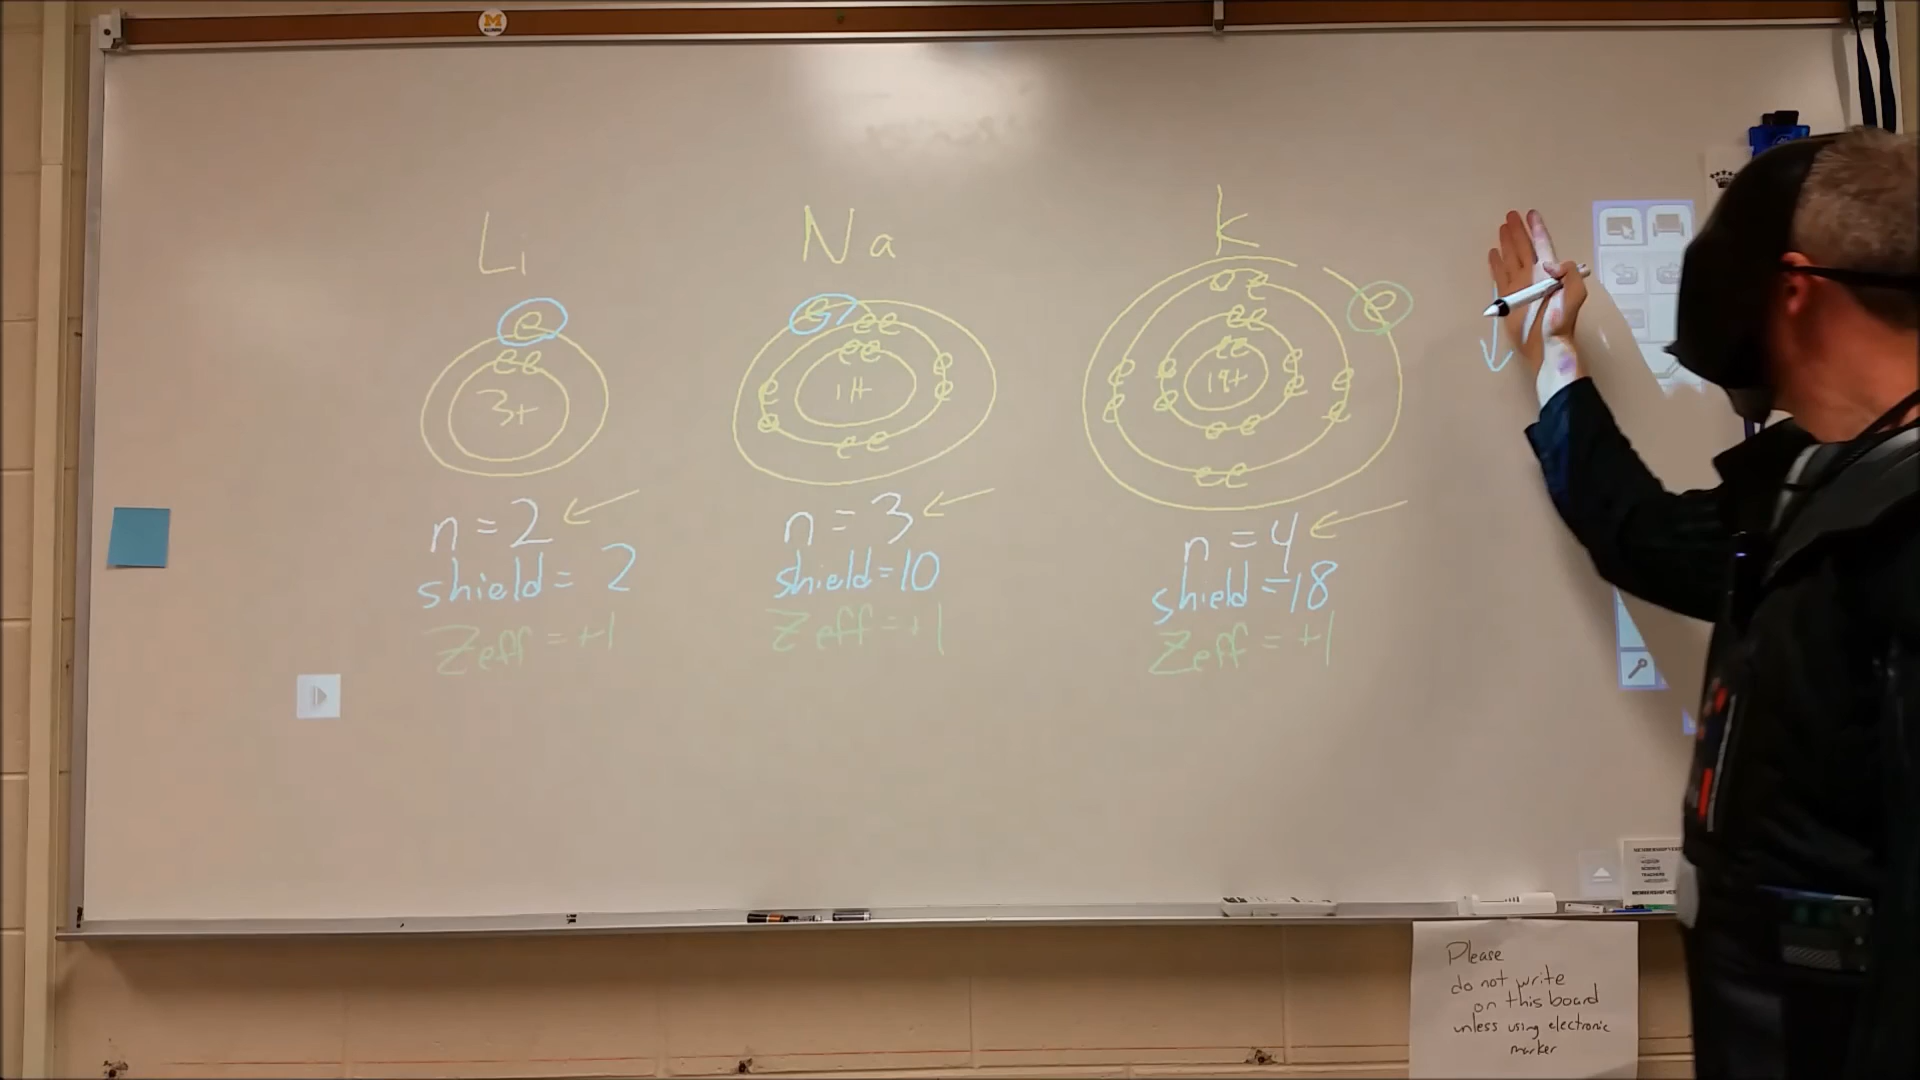 M
Li
Na
K
e
e e
3+
e
e e
e e
11+
e e
e e
e e
e
e e
e e
e e
19+
e e
e e
e e
e e
e e
e e
n = 2
shield = 2
Zeff = +1
n = 3
shield = 10
Zeff = +1
n = 4
shield = 18
Zeff = +1
Please
do not write
on this board
unless using electronic
marker